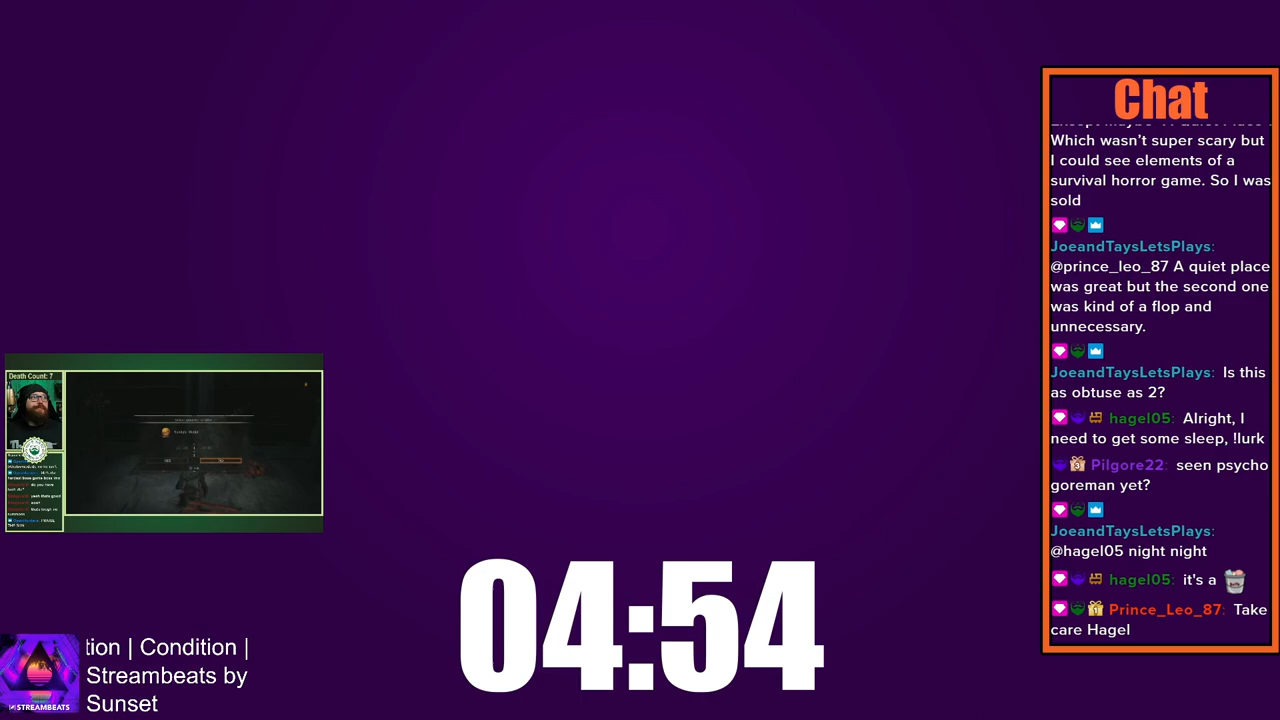 Chat
Which wasn't super scary but
I could see elements of a
survival horror game. So I was
sold
JoeandTaysLetsPlays:
@prince_leo_87 A quiet place
was great but the second one
was kind of a flop and
unnecessary.
JoeandTaysLetsPlays: Is this
as obtuse as 2?
hagel05: Alright, I
need to get some sleep, !lurk
Pilgore22: seen psycho
goreman yet?
JoeandTaysLetsPlays:
@hagel05 night night
hagel05: it's a
Prince_Leo_87: Take
care Hagel
Death Count: 7
04:54
tion | Condition |
Streambeats by
Sunset
STREAMBEATS